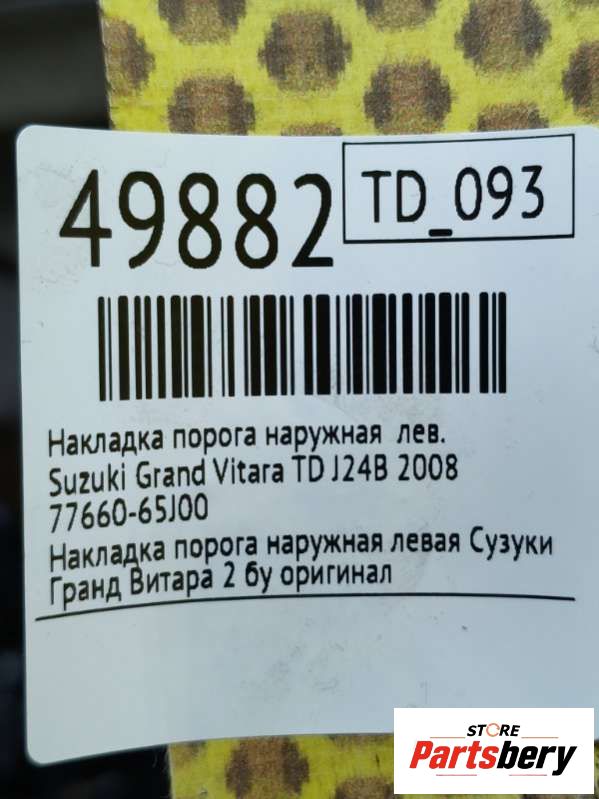 49882
TD_093
Накладка порога наружная лев.
Suzuki Grand Vitara TD J24B 2008
77660-65J00
Накладка порога наружная левая Сузуки
Гранд Витара 2 бу оригинал
STORE
Partsbery